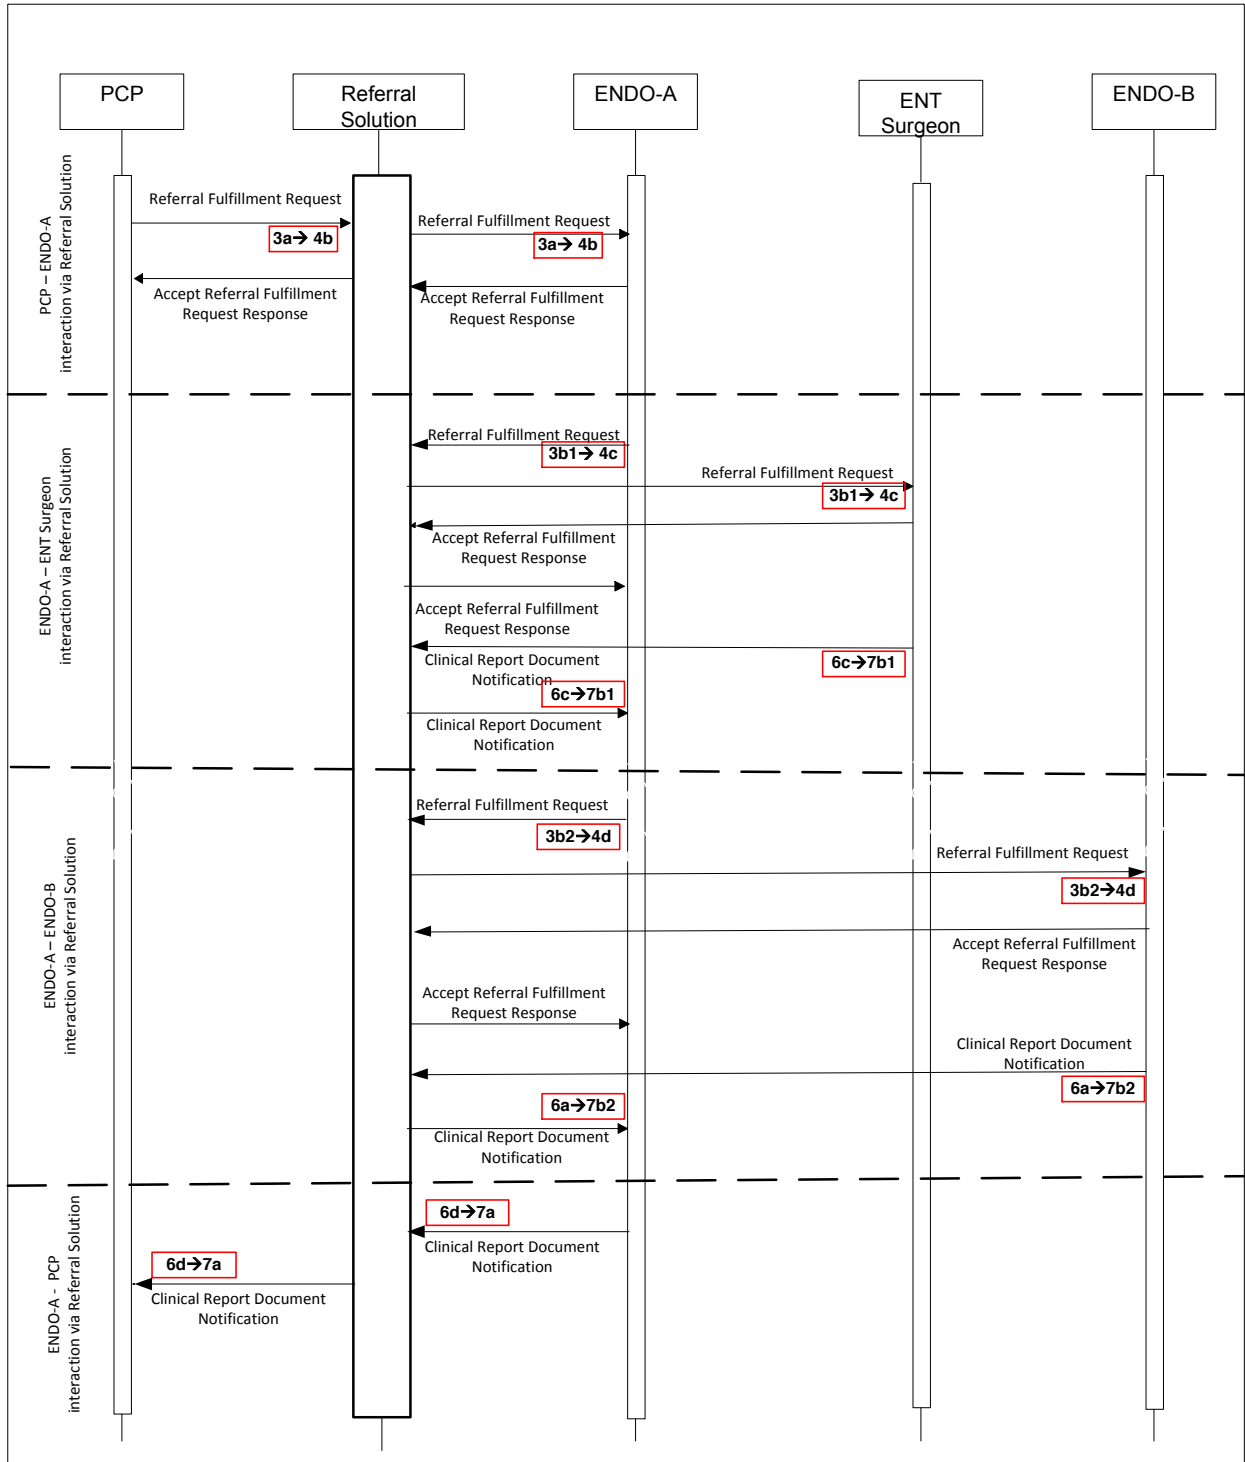 PCP
Referral
Solution
ENDO-A
ENT
Surgeon
ENDO-B
PCP – ENDO-A
interaction via Referral Solution
Referral Fulfillment Request
3a→ 4b
Referral Fulfillment Request
3a→ 4b
Accept Referral Fulfillment
Request Response
Accept Referral Fulfillment
Request Response
ENDO-A – ENT Surgeon
interaction via Referral Solution
Referral Fulfillment Request
3b1→ 4c
Referral Fulfillment Request
3b1→ 4c
Accept Referral Fulfillment
Request Response
Accept Referral Fulfillment
Request Response
Clinical Report Document
Notification
6c→7b1
6c→7b1
Clinical Report Document
Notification
ENDO-A – ENDO-B
interaction via Referral Solution
Referral Fulfillment Request
3b2→4d
Referral Fulfillment Request
3b2→4d
Accept Referral Fulfillment
Request Response
Accept Referral Fulfillment
Request Response
Clinical Report Document
Notification
6a→7b2
6a→7b2
Clinical Report Document
Notification
ENDO-A - PCP
interaction via Referral Solution
6d→7a
Clinical Report Document
Notification
6d→7a
Clinical Report Document
Notification